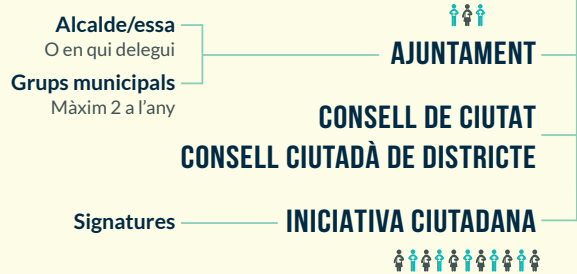 Alcalde/essa
O en qui delegui
Grups municipals
Màxim 2 a l’any
AJUNTAMENT
CONSELL DE CIUTAT
CONSELL CIUTADÀ DE DISTRICTE
Signatures
INICIATIVA CIUTADANA